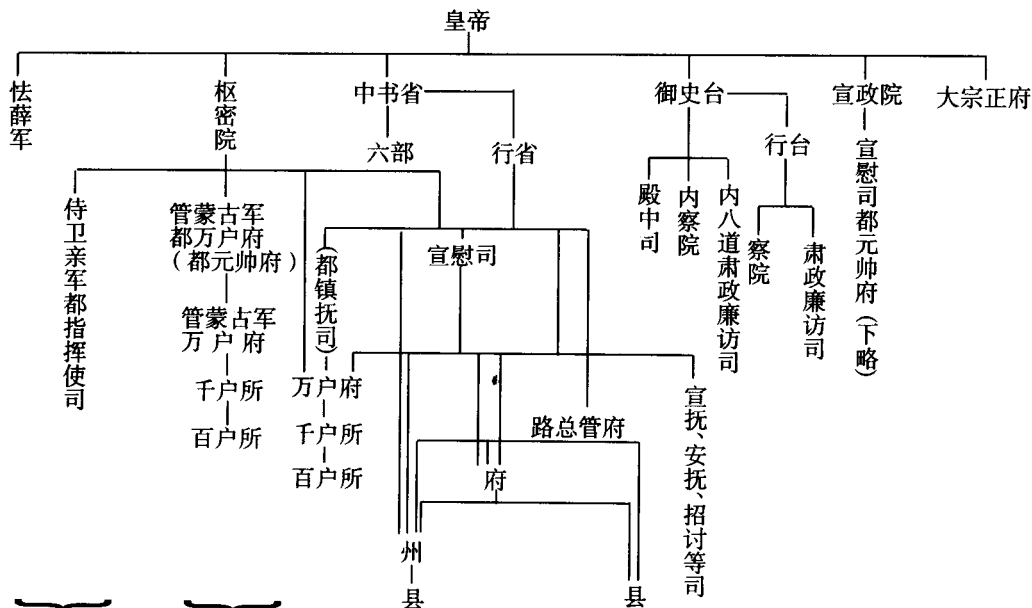 皇帝
怯薛军
枢密院
中书省
御史台
宣政院
大宗正府
六部
行省
行台
侍卫亲军都指挥使司
管蒙古军
都万户府
(都元帅府)
管蒙古军
万户府
千户所
百户所
(都镇抚司)
万户府
千户所
百户所
宣慰司
路总管府
府
州
县
县
宣抚、安抚、招讨等司
殿中司
内察院
内八道肃政廉访司
察院
肃政廉访司
宣慰司都元帅府(下略)